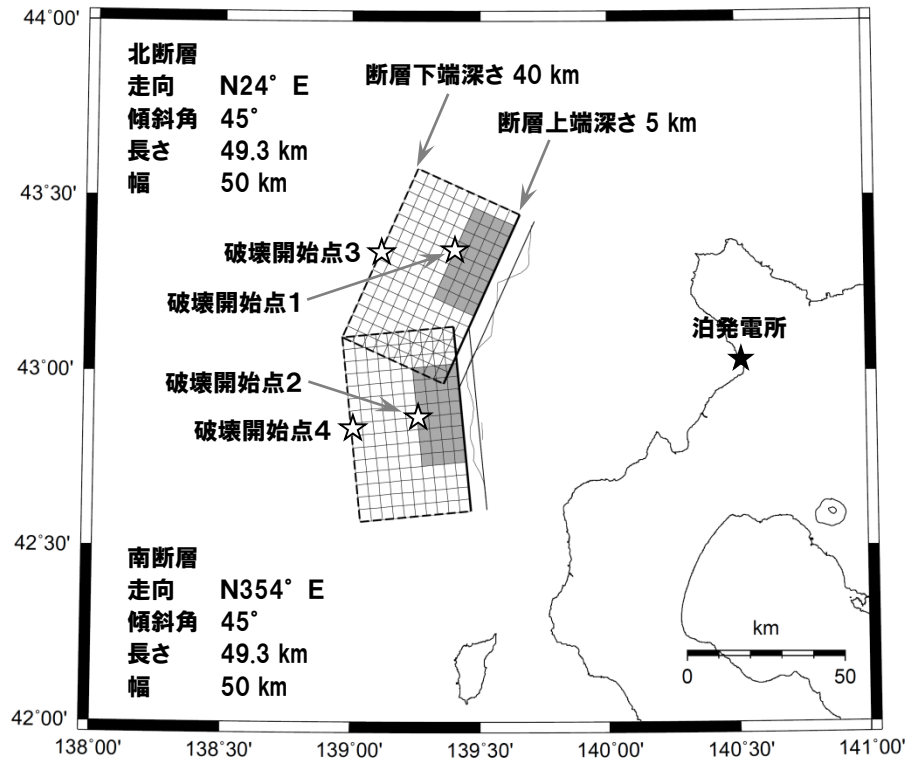 44°00'
北断層
走向 N24° E
傾斜角 45°
長さ 49.3 km
幅 50 km
断層下端深さ 40 km
断層上端深さ 5 km
43°30'
破壊開始点3
破壊開始点1
泊発電所
43°00'
破壊開始点2
破壊開始点4
42°30'
南断層
走向 N354° E
傾斜角 45°
長さ 49.3 km
幅 50 km
km
0 50
42°00'
138°00' 138°30' 139°00' 139°30' 140°00' 140°30' 141°00'